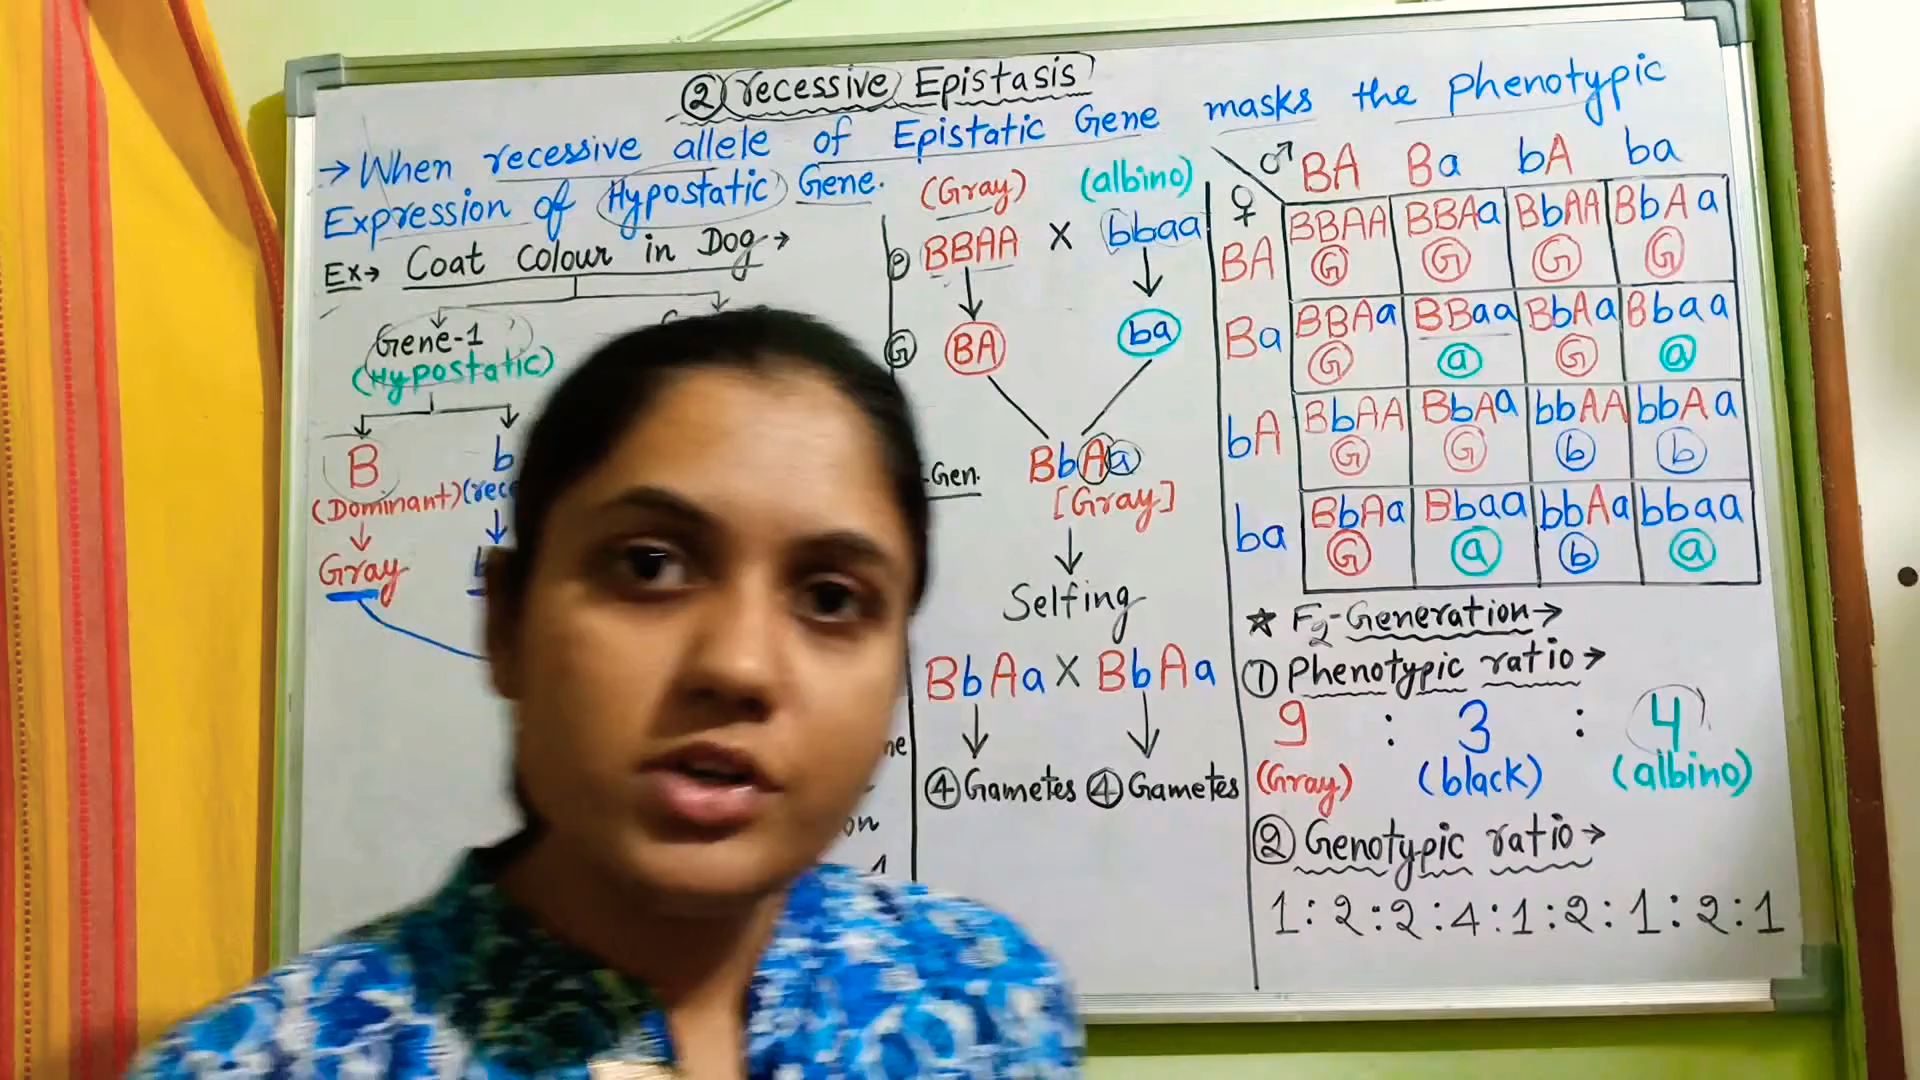 ② recessive Epistasis
→ When recessive allele of Epistatic Gene masks the phenotypic
Expression of Hypostatic Gene.
Ex→ Coat Colour in Dog →
Gene-1
(Hypostatic)
B b
(Dominant)
↓ ↓
Gray
(Gray) (albino)
Ⓟ BBAA X bbaa
↓ ↓
Ⓖ BA ba
Gen. BbAa
[Gray]
↓
Selfing
BbAa X BbAa
↓ ↓
④ Gametes ④ Gametes
♂ BA Ba bA ba
♀
BA BBAA BBAa BbAA BbAa
G G G G
Ba BBAa BBaa BbAa Bbaa
G a G a
bA BbAA BbAa bbAA bbAa
G G b b
ba BbAa Bbaa bbAa bbaa
G a b a
★ F2-Generation →
① Phenotypic ratio →
9 : 3 : 4
(Gray) (black) (albino)
② Genotypic ratio →
1 : 2 : 2 : 4 : 1 : 2 : 1 : 2 : 1